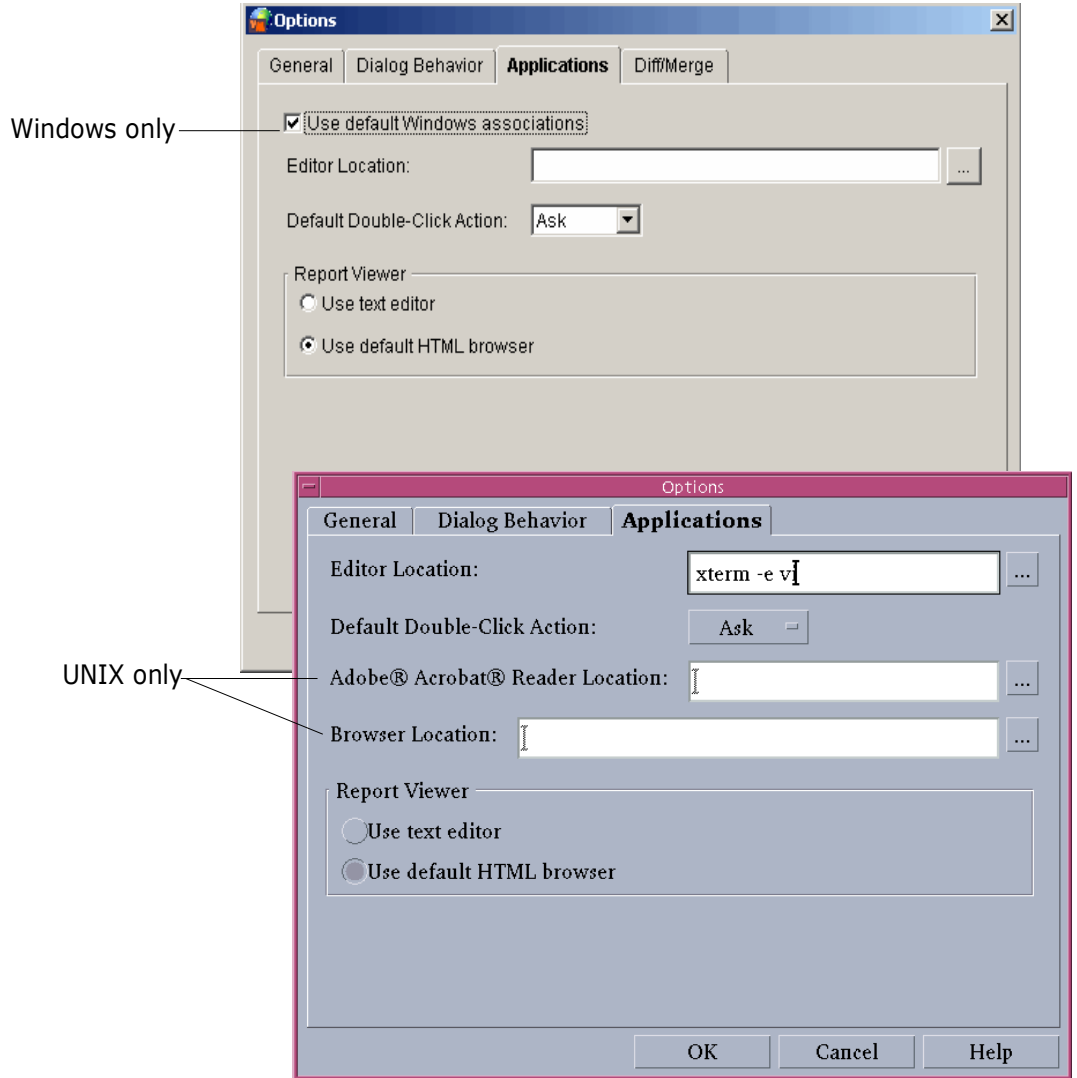 Options
General Dialog Behavior Applications Diff/Merge
Windows only
Use default Windows associations
Editor Location:
...
Default Double-Click Action: Ask
Report Viewer
Use text editor
Use default HTML browser
Options
General Dialog Behavior Applications
Editor Location: xterm -e vi ...
Default Double-Click Action: Ask
UNIX only
Adobe® Acrobat® Reader Location: ...
Browser Location: ...
Report Viewer
Use text editor
Use default HTML browser
OK Cancel Help